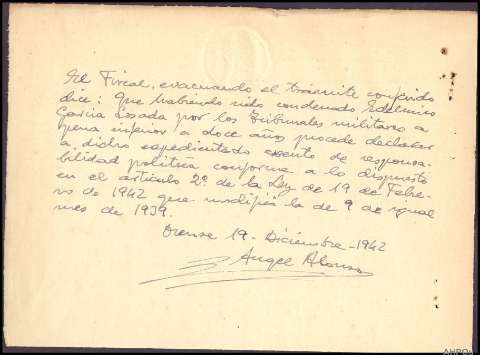 El Fiscal, evacuando el trámite conferido
dice: Que habiendo sido condenado Edelmiro
García Losada por los Tribunales militares a
pena inferior a doce años procede declarar
a dicho expedientado exento de responsa-
bilidad política conforme a lo dispuesto
en el artículo 2º de la Ley de 19 de Febre-
ro de 1942 que modificó la de 9 de igual
mes de 1939.
Orense 19 - Diciembre - 1942
Angel Alonso
AHPOu